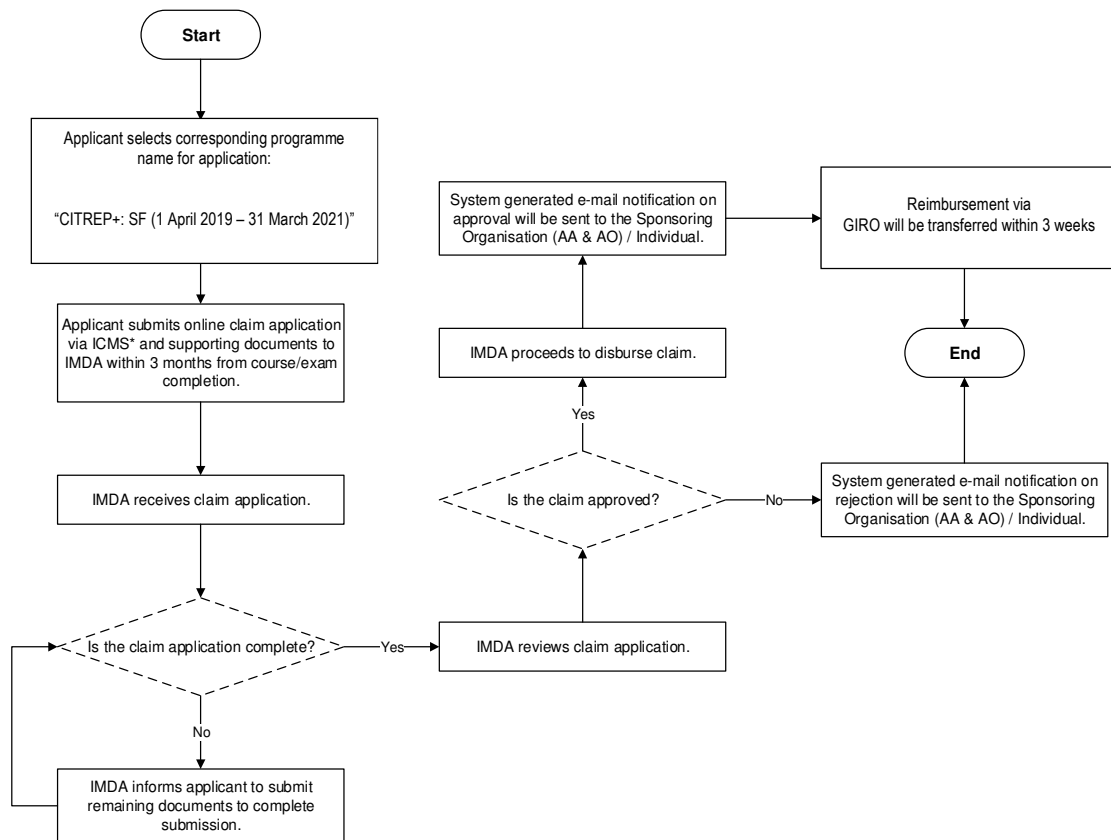 Start
Applicant selects corresponding programme
name for application:
“CITREP+: SF (1 April 2019 – 31 March 2021)”
Applicant submits online claim application
via ICMS* and supporting documents to
IMDA within 3 months from course/exam
completion.
IMDA receives claim application.
Is the claim application complete?
No
IMDA informs applicant to submit
remaining documents to complete
submission.
Yes
IMDA reviews claim application.
Is the claim approved?
Yes
IMDA proceeds to disburse claim.
System generated e-mail notification on
approval will be sent to the Sponsoring
Organisation (AA & AO) / Individual.
Reimbursement via
GIRO will be transferred within 3 weeks
No
System generated e-mail notification on
rejection will be sent to the Sponsoring
Organisation (AA & AO) / Individual.
End